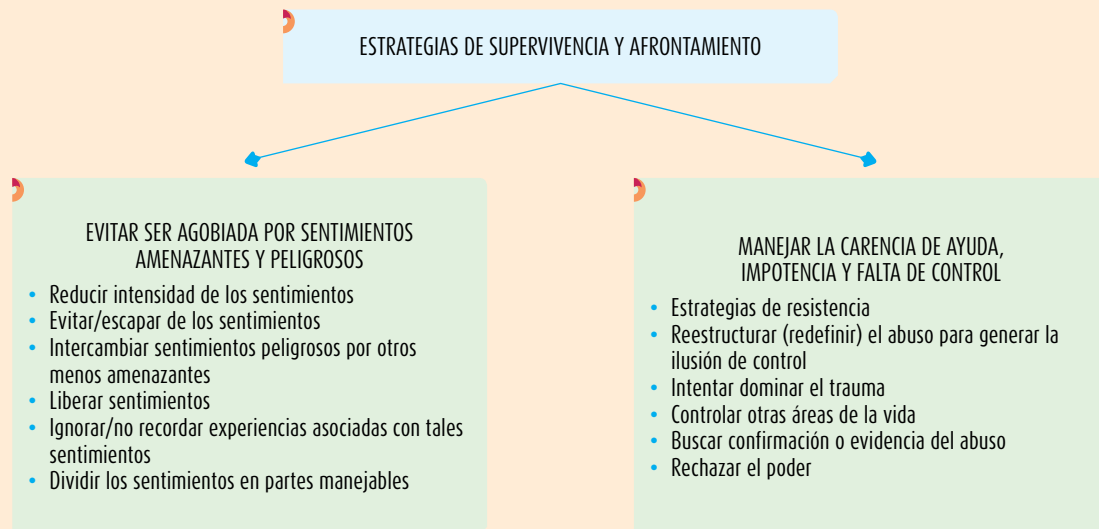 ESTRATEGIAS DE SUPERVIVENCIA Y AFRONTAMIENTO
EVITAR SER AGOBIADA POR SENTIMIENTOS
AMENAZANTES Y PELIGROSOS
• Reducir intensidad de los sentimientos
• Evitar/escapar de los sentimientos
• Intercambiar sentimientos peligrosos por otros
menos amenazantes
• Liberar sentimientos
• Ignorar/no recordar experiencias asociadas con tales
sentimientos
• Dividir los sentimientos en partes manejables
MANEJAR LA CARENCIA DE AYUDA,
IMPOTENCIA Y FALTA DE CONTROL
• Estrategias de resistencia
• Reestructurar (redefinir) el abuso para generar la
ilusión de control
• Intentar dominar el trauma
• Controlar otras áreas de la vida
• Buscar confirmación o evidencia del abuso
• Rechazar el poder